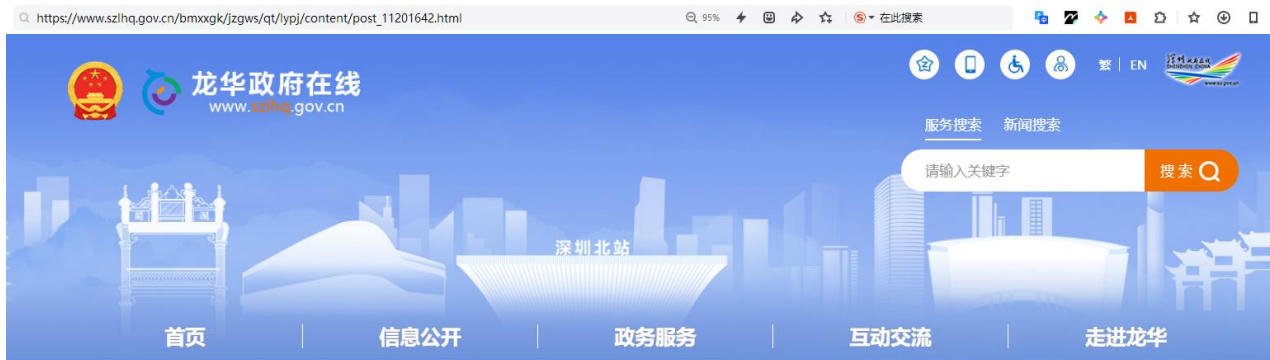 https://www.szlhq.gov.cn/bmxxgk/jzgws/qt/lypj/content/post_11201642.html
95%
在此搜索
龙华政府在线
www.szlhq.gov.cn
繁 | EN
服务搜索 新闻搜索
请输入关键字
搜索
深圳北站
首页 信息公开 政务服务 互动交流 走进龙华